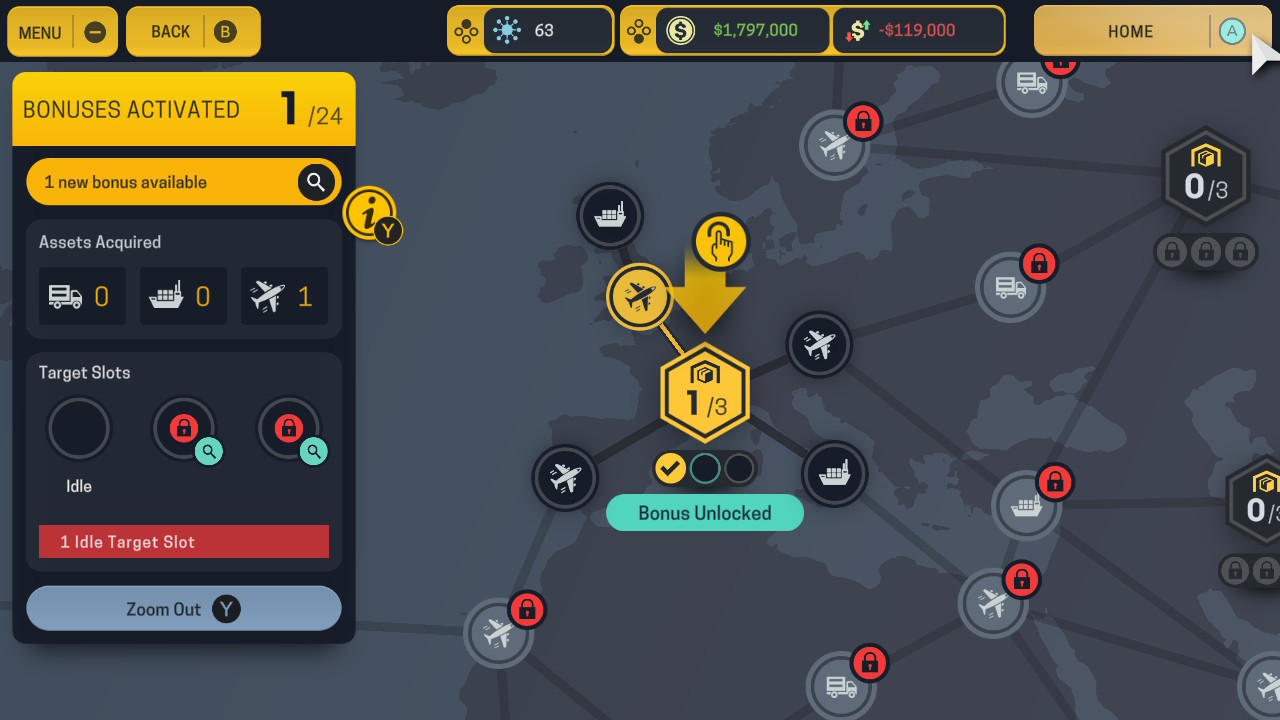 MENU
BACK B
63
$1,797,000
-$119,000
HOME A
BONUSES ACTIVATED 1 /24
1 new bonus available
i Y
Assets Acquired
0 0 1
Target Slots
Idle
1 Idle Target Slot
Zoom Out Y
1 /3
Bonus Unlocked
0/3
0/3